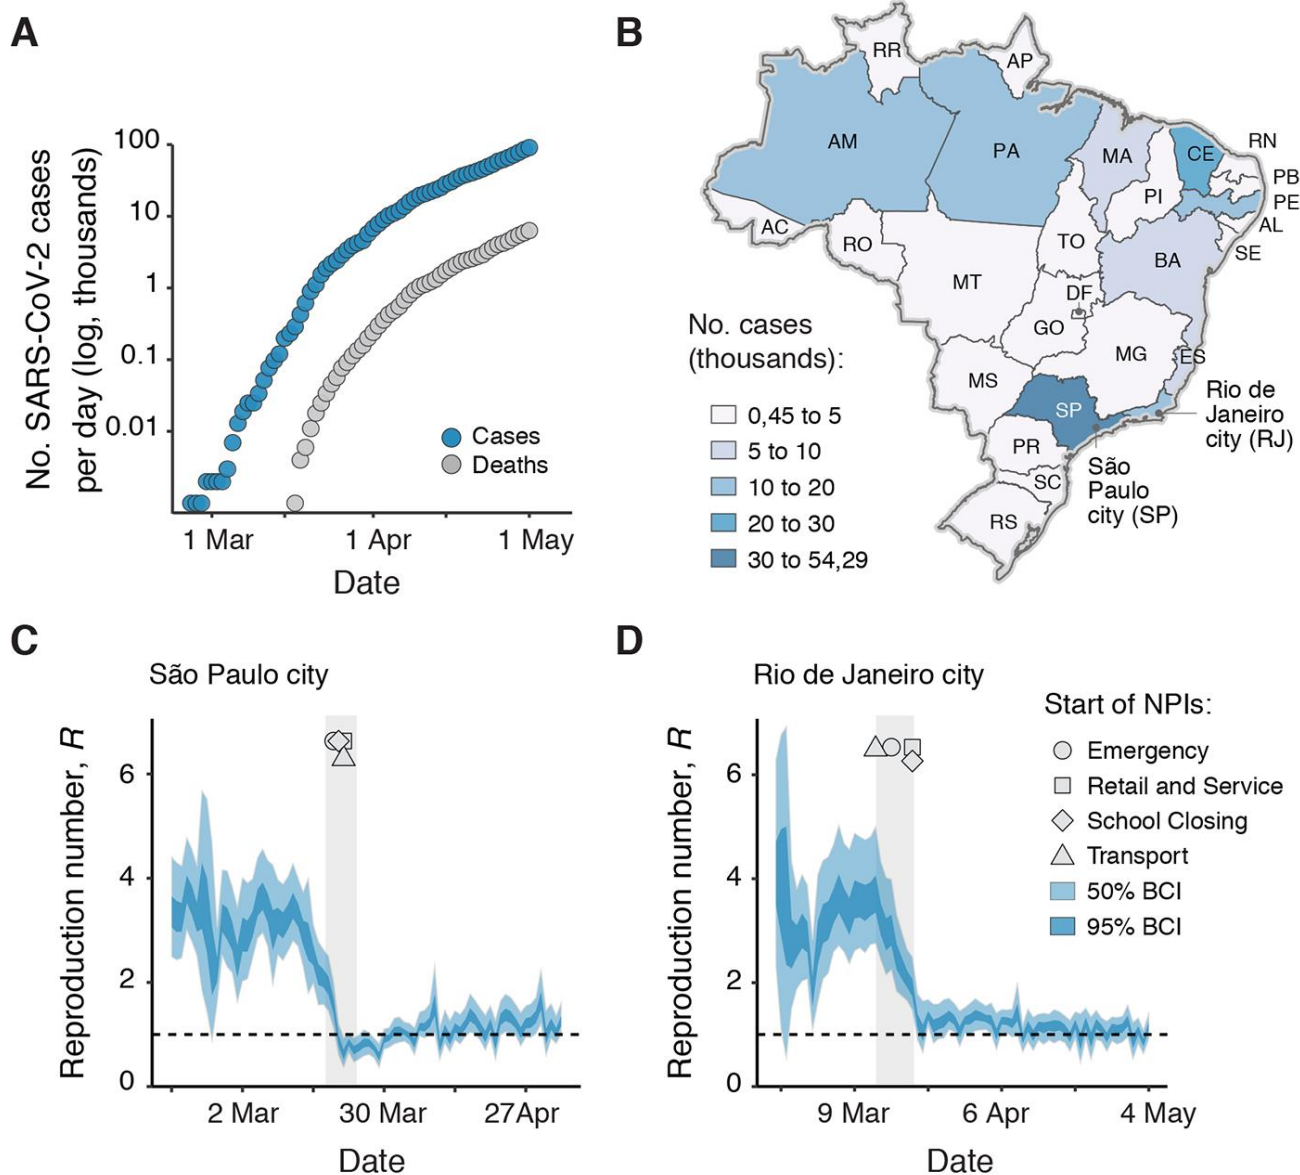 A
No. SARS-CoV-2 cases
per day (log, thousands)
100
10
1
0.1
0.01
Cases
Deaths
1 Mar
1 Apr
1 May
Date
B
RR
AP
AM
PA
MA
CE
RN
PB
PE
AL
SE
PI
AC
RO
TO
BA
MT
DF
GO
MG
ES
MS
SP
PR
SC
RS
Rio de
Janeiro
city (RJ)
São
Paulo
city (SP)
No. cases
(thousands):
0,45 to 5
5 to 10
10 to 20
20 to 30
30 to 54,29
C
São Paulo city
Reproduction number, R
6
4
2
0
2 Mar
30 Mar
27Apr
Date
D
Rio de Janeiro city
Reproduction number, R
6
4
2
0
9 Mar
6 Apr
4 May
Date
Start of NPIs:
Emergency
Retail and Service
School Closing
Transport
50% BCI
95% BCI